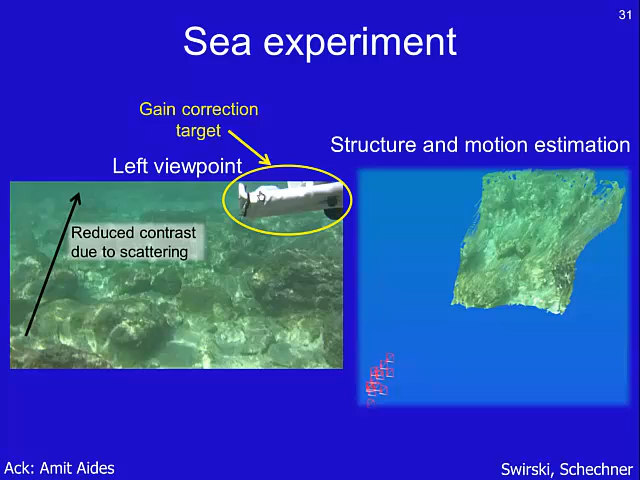 31
Sea experiment
Gain correction
target
Left viewpoint
Structure and motion estimation
Reduced contrast
due to scattering
Ack: Amit Aides
Swirski, Schechner